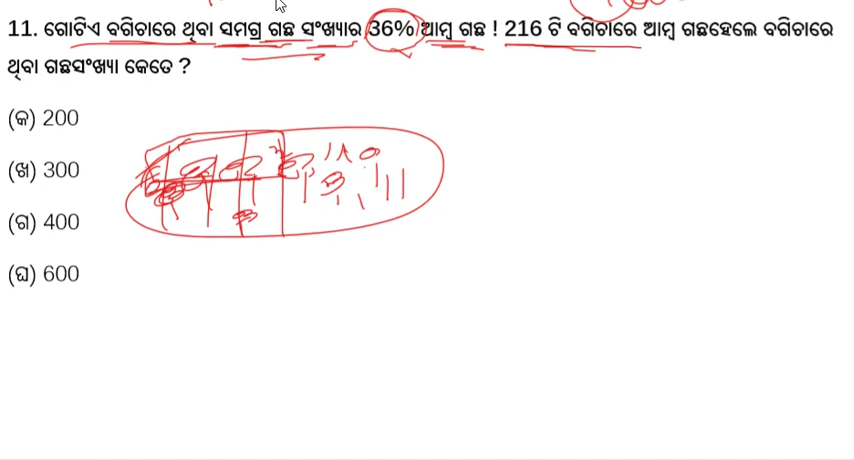 11. ଗୋଟିଏ ବଗିଚାରେ ଥିବା ସମଗ୍ର ଗଛ ସଂଖ୍ୟାର 36% ଆମ୍ବ ଗଛ ! 216 ଟି ବଗିଚାରେ ଆମ୍ବ ଗଛହେଲେ ବଗିଚାରେ
ଥିବା ଗଛସଂଖ୍ୟା କେତେ ?
(କ) 200
(ଖ) 300
(ଗ) 400
(ଘ) 600